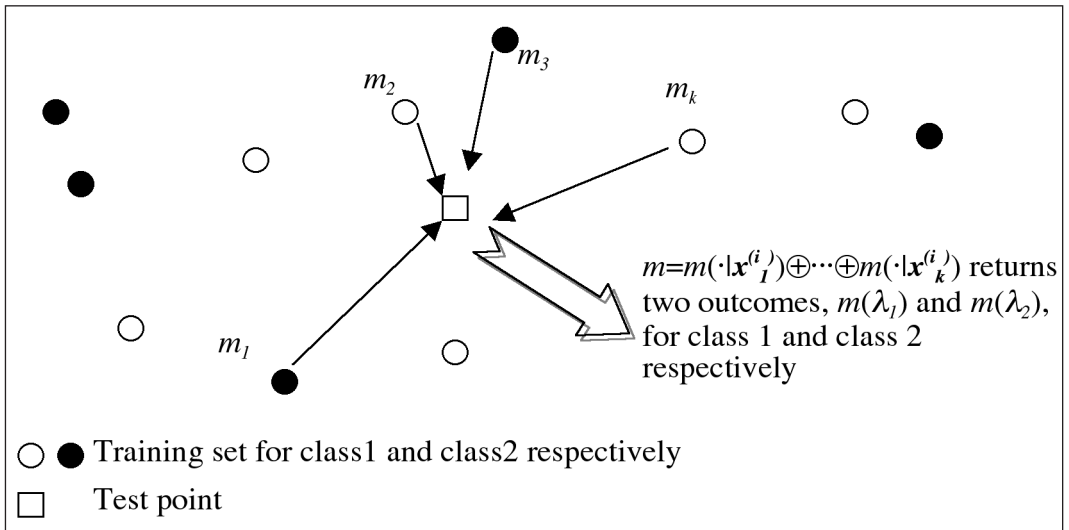 m3
m2
mk
m=m(·|x(i1))⊕···⊕m(·|x(ik)) returns
two outcomes, m(λ1) and m(λ2),
for class 1 and class 2
respectively
m1
Training set for class1 and class2 respectively
Test point